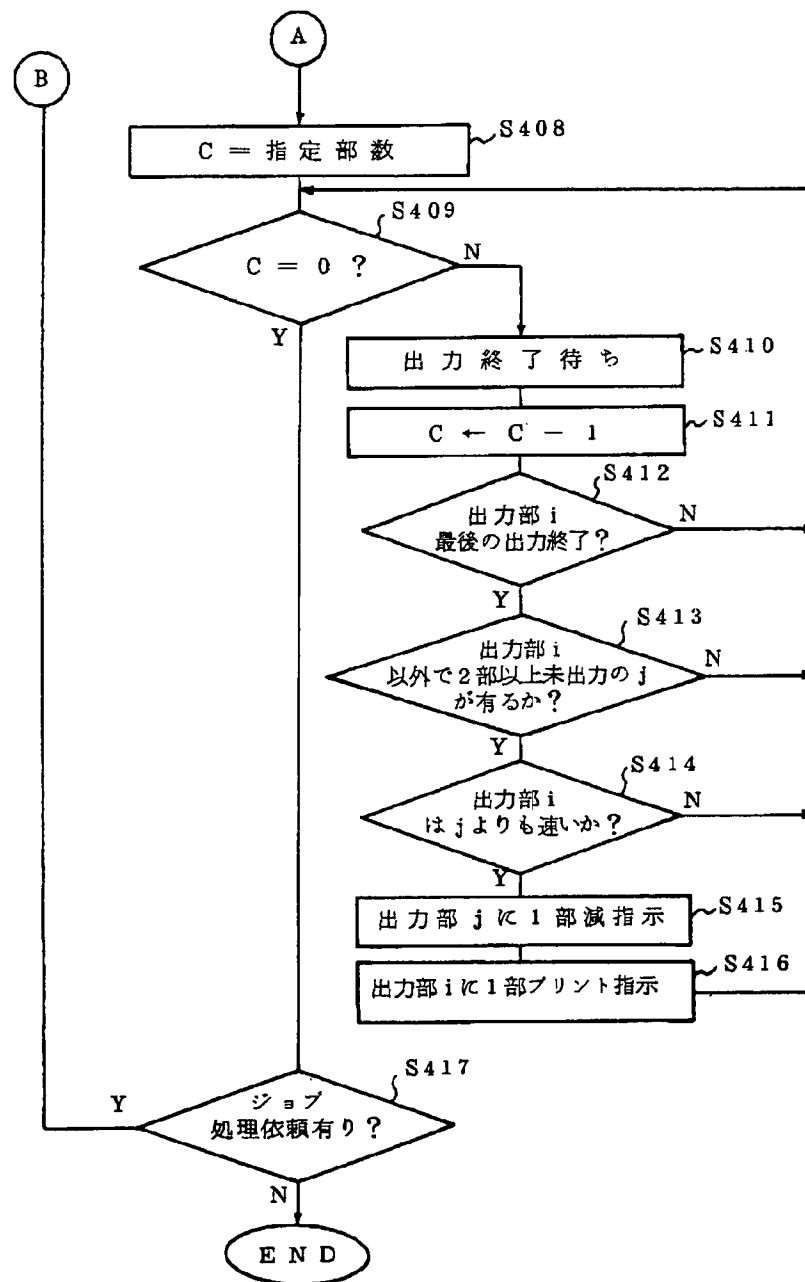 A
B
C = 指定部数
S408
S409
C = 0 ?
N
Y
出力終了待ち
S410
C ← C - 1
S411
S412
出力部 i
最後の出力終了?
N
Y
S413
出力部 i
以外で2部以上未出力の j
が有るか?
N
Y
S414
出力部 i
は j よりも速いか?
N
Y
出力部 j に 1 部減指示
S415
S416
出力部 i に 1 部プリント指示
S417
ジョブ
処理依頼有り?
Y
N
END